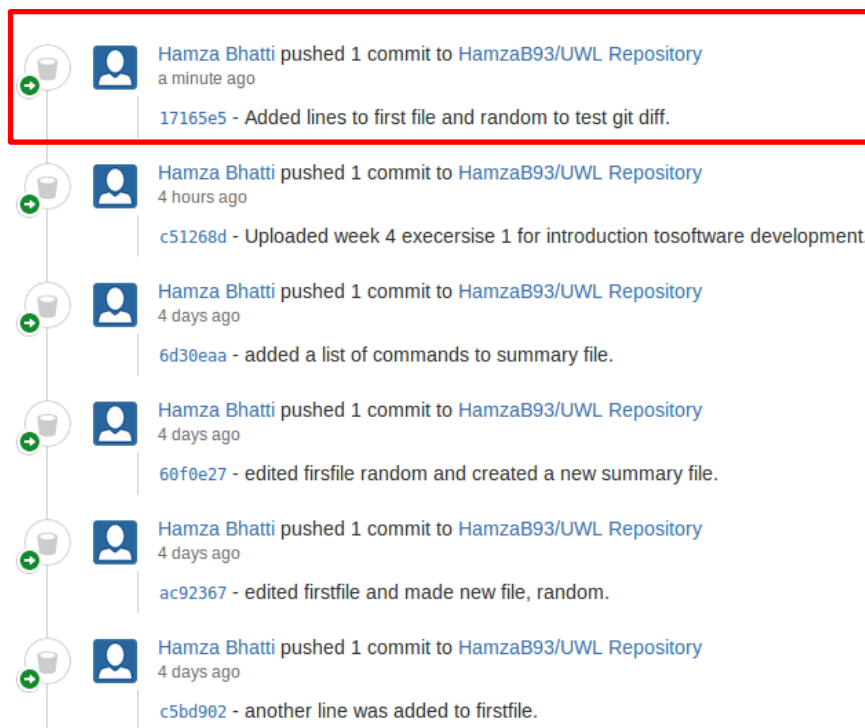 Hamza Bhatti pushed 1 commit to HamzaB93/UWL Repository
a minute ago
17165e5 - Added lines to first file and random to test git diff.
Hamza Bhatti pushed 1 commit to HamzaB93/UWL Repository
4 hours ago
c51268d - Uploaded week 4 execersise 1 for introduction tosoftware development.
Hamza Bhatti pushed 1 commit to HamzaB93/UWL Repository
4 days ago
6d30eaa - added a list of commands to summary file.
Hamza Bhatti pushed 1 commit to HamzaB93/UWL Repository
4 days ago
60f0e27 - edited firsfile random and created a new summary file.
Hamza Bhatti pushed 1 commit to HamzaB93/UWL Repository
4 days ago
ac92367 - edited firstfile and made new file, random.
Hamza Bhatti pushed 1 commit to HamzaB93/UWL Repository
4 days ago
c5bd902 - another line was added to firstfile.